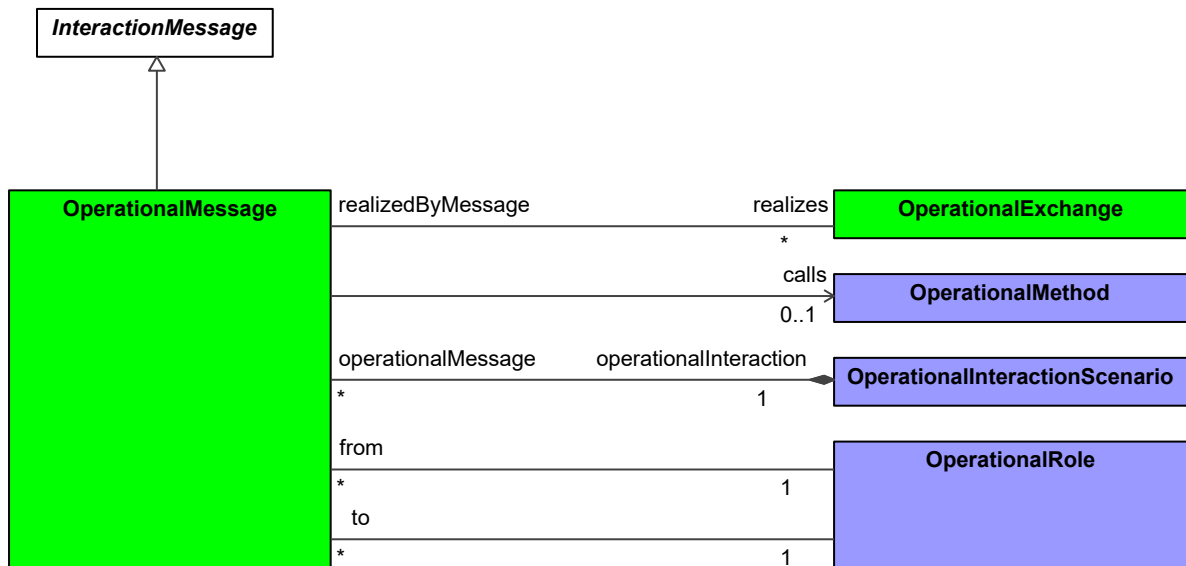 InteractionMessage
OperationalMessage
realizedByMessage
realizes
OperationalExchange
*
calls
OperationalMethod
0..1
operationalMessage
operationalInteraction
OperationalInteractionScenario
*
1
from
OperationalRole
*
1
to
*
1